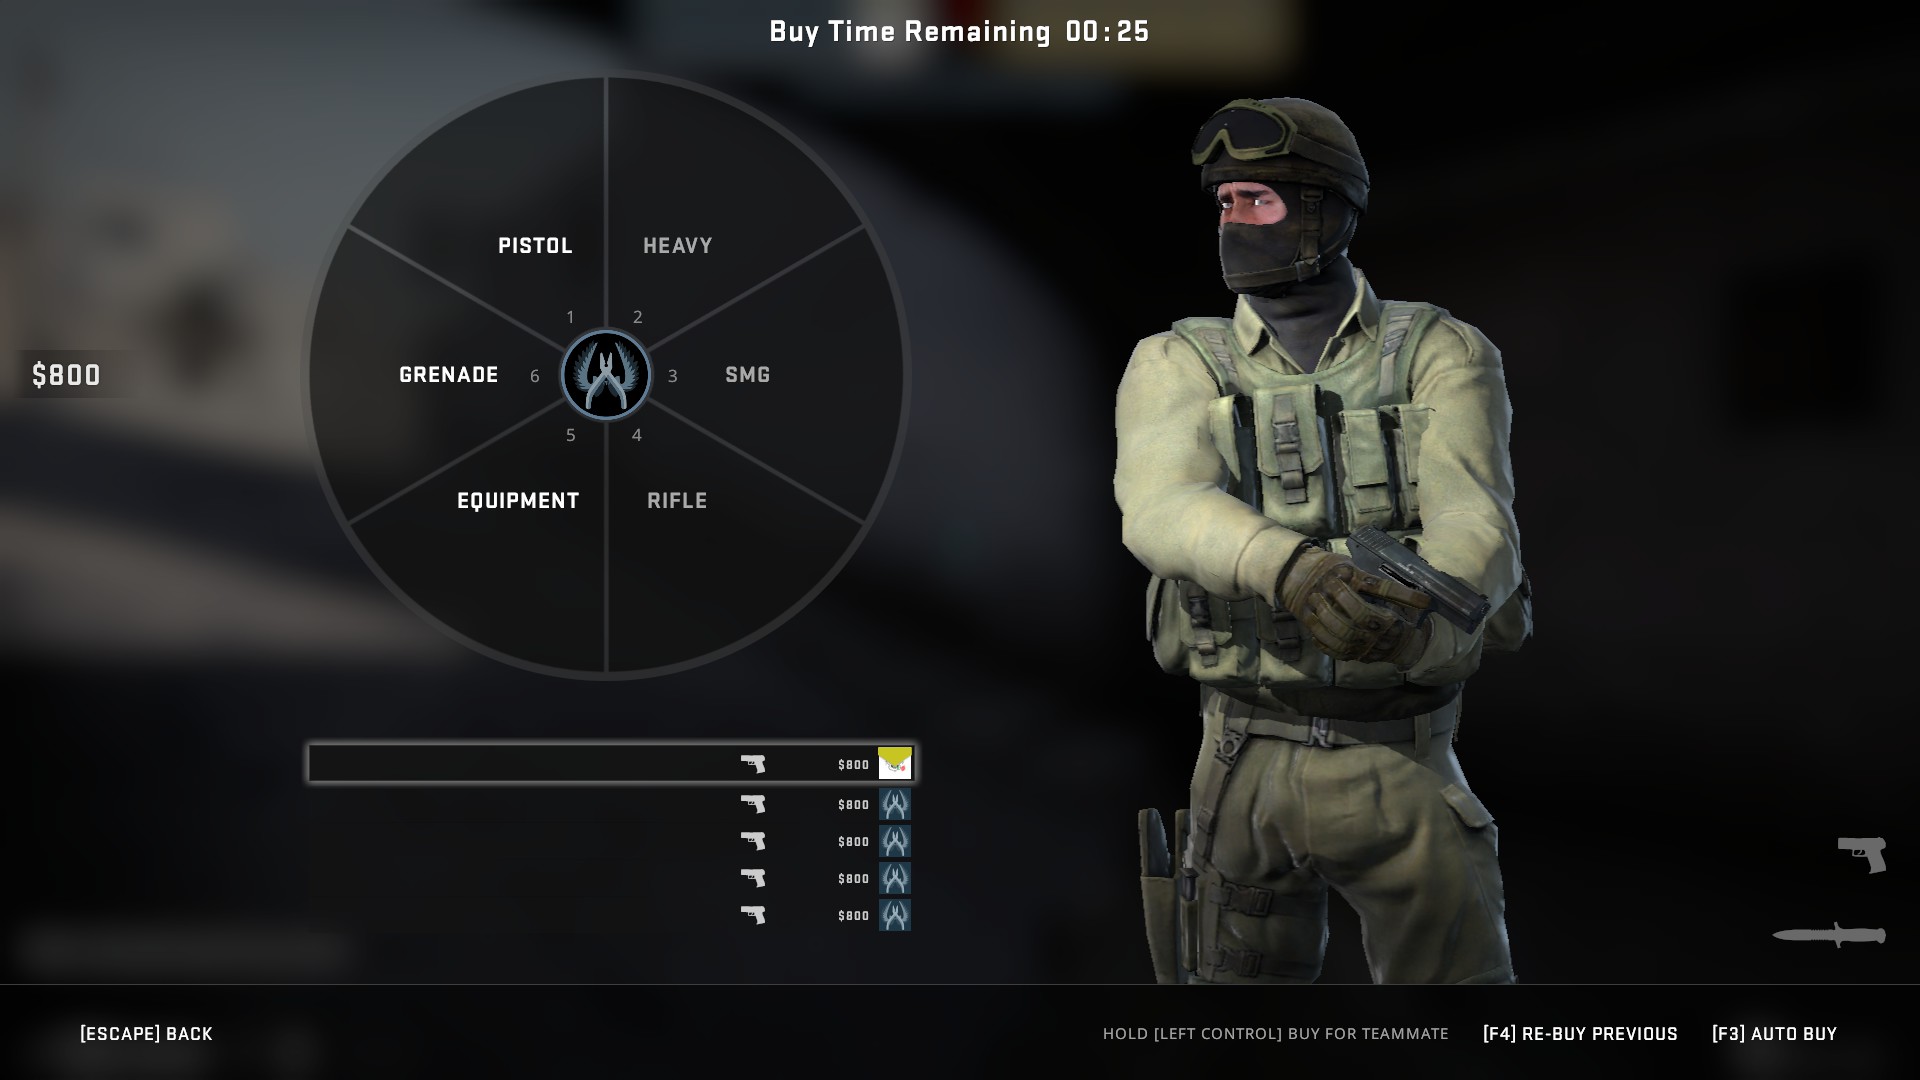 Buy Time Remaining 00:25
PISTOL
HEAVY
1
2
$800
GRENADE
6
3
SMG
5
4
EQUIPMENT
RIFLE
$800
$800
$800
$800
$800
[ESCAPE] BACK
HOLD [LEFT CONTROL] BUY FOR TEAMMATE
[F4] RE-BUY PREVIOUS
[F3] AUTO BUY